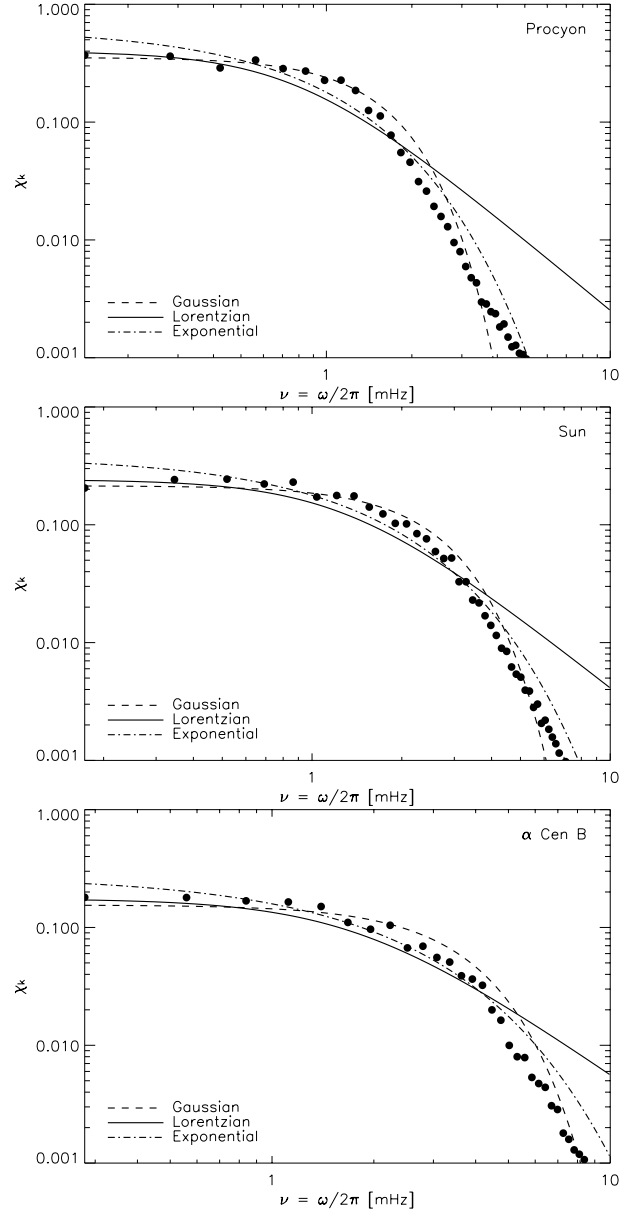 Procyon
1.000
0.100
0.010
0.001
χk
Gaussian
Lorentzian
Exponential
1
10
ν = ω/2π [mHz]
Sun
1.000
0.100
0.010
0.001
χk
Gaussian
Lorentzian
Exponential
1
10
ν = ω/2π [mHz]
α Cen B
1.000
0.100
0.010
0.001
χk
Gaussian
Lorentzian
Exponential
1
10
ν = ω/2π [mHz]